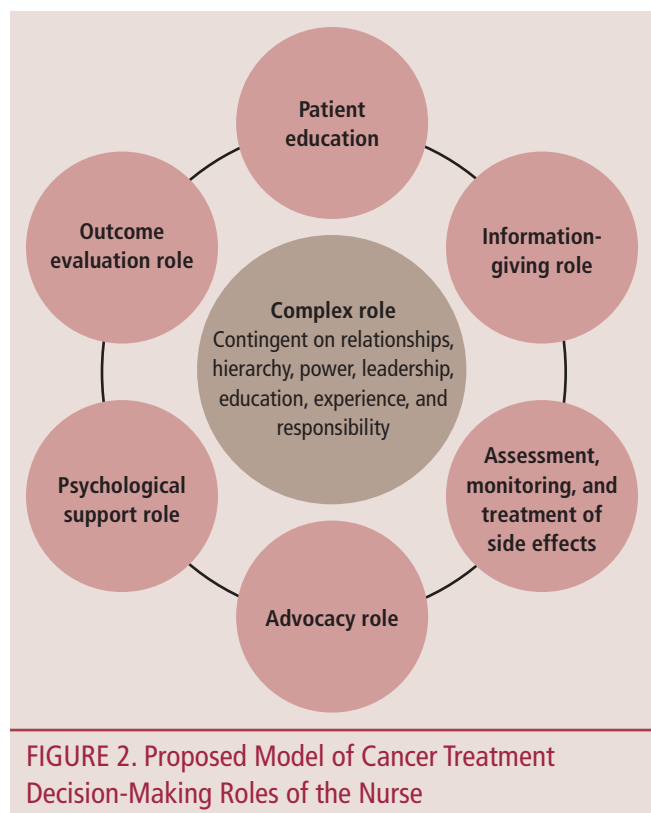 Patient
education
Information-
giving role
Assessment,
monitoring, and
treatment of
side effects
Advocacy role
Psychological
support role
Outcome
evaluation role
Complex role
Contingent on relationships,
hierarchy, power, leadership,
education, experience, and
responsibility
FIGURE 2. Proposed Model of Cancer Treatment
Decision-Making Roles of the Nurse